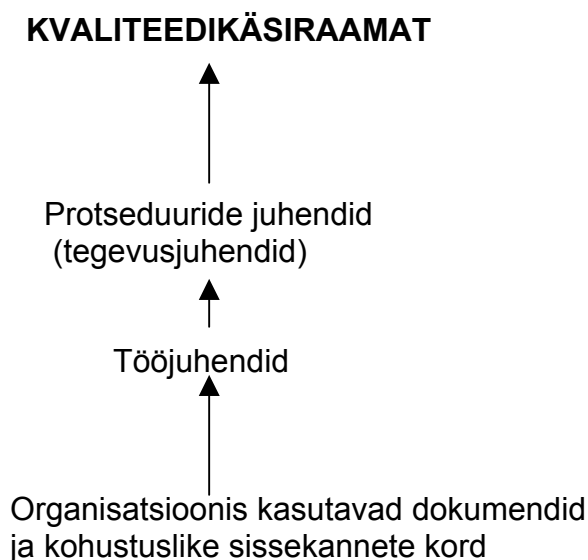 KVALITEEDIKÄSIRAAMAT
Protseduuride juhendid
(tegevusjuhendid)
Tööjuhendid
Organisatsioonis kasutavad dokumendid
ja kohustuslike sissekannete kord